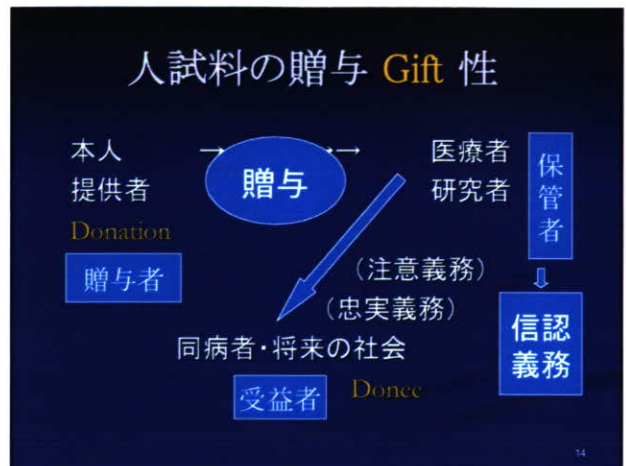 人試料の贈与 Gift 性
本人 → 贈与 →→ 医療者
提供者 研究者
保管者
Donation
贈与者
(注意義務)
(忠実義務)
信認
義務
同病者・将来の社会
受益者 Donee
14